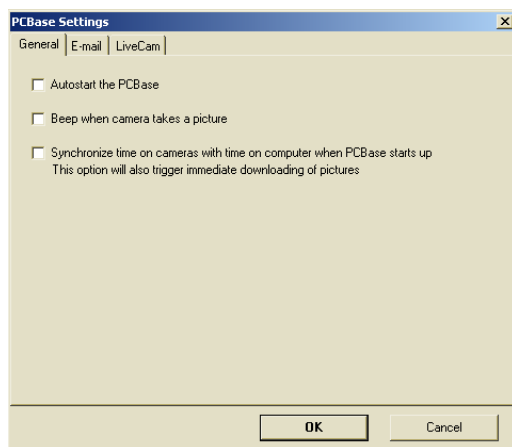 PCBase Settings
General E-mail LiveCam
Autostart the PCBase
Beep when camera takes a picture
Synchronize time on cameras with time on computer when PCBase starts up
This option will also trigger immediate downloading of pictures
OK Cancel